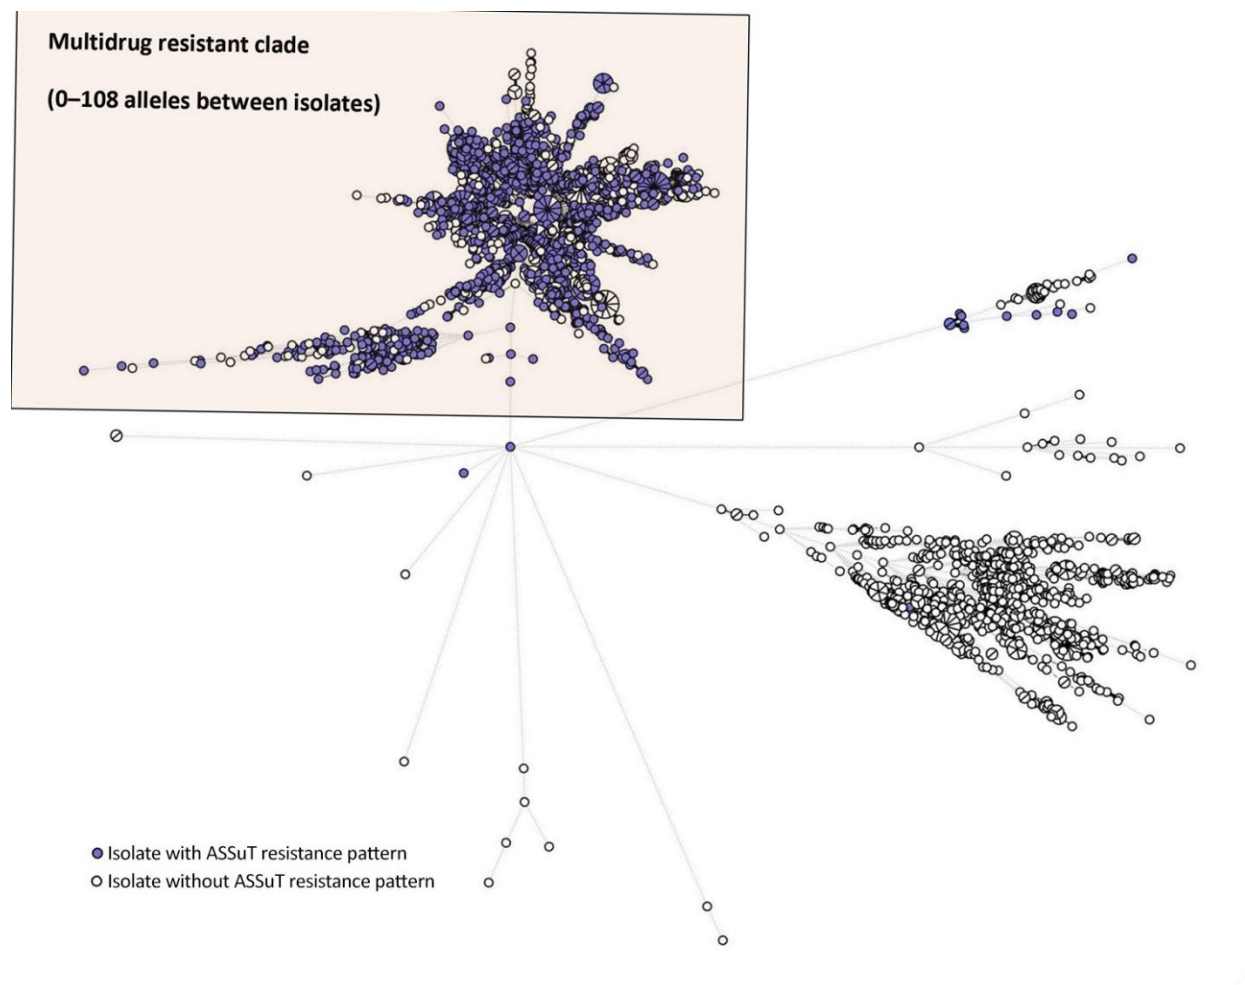 Multidrug resistant clade
(0–108 alleles between isolates)
Isolate with ASSuT resistance pattern
Isolate without ASSuT resistance pattern